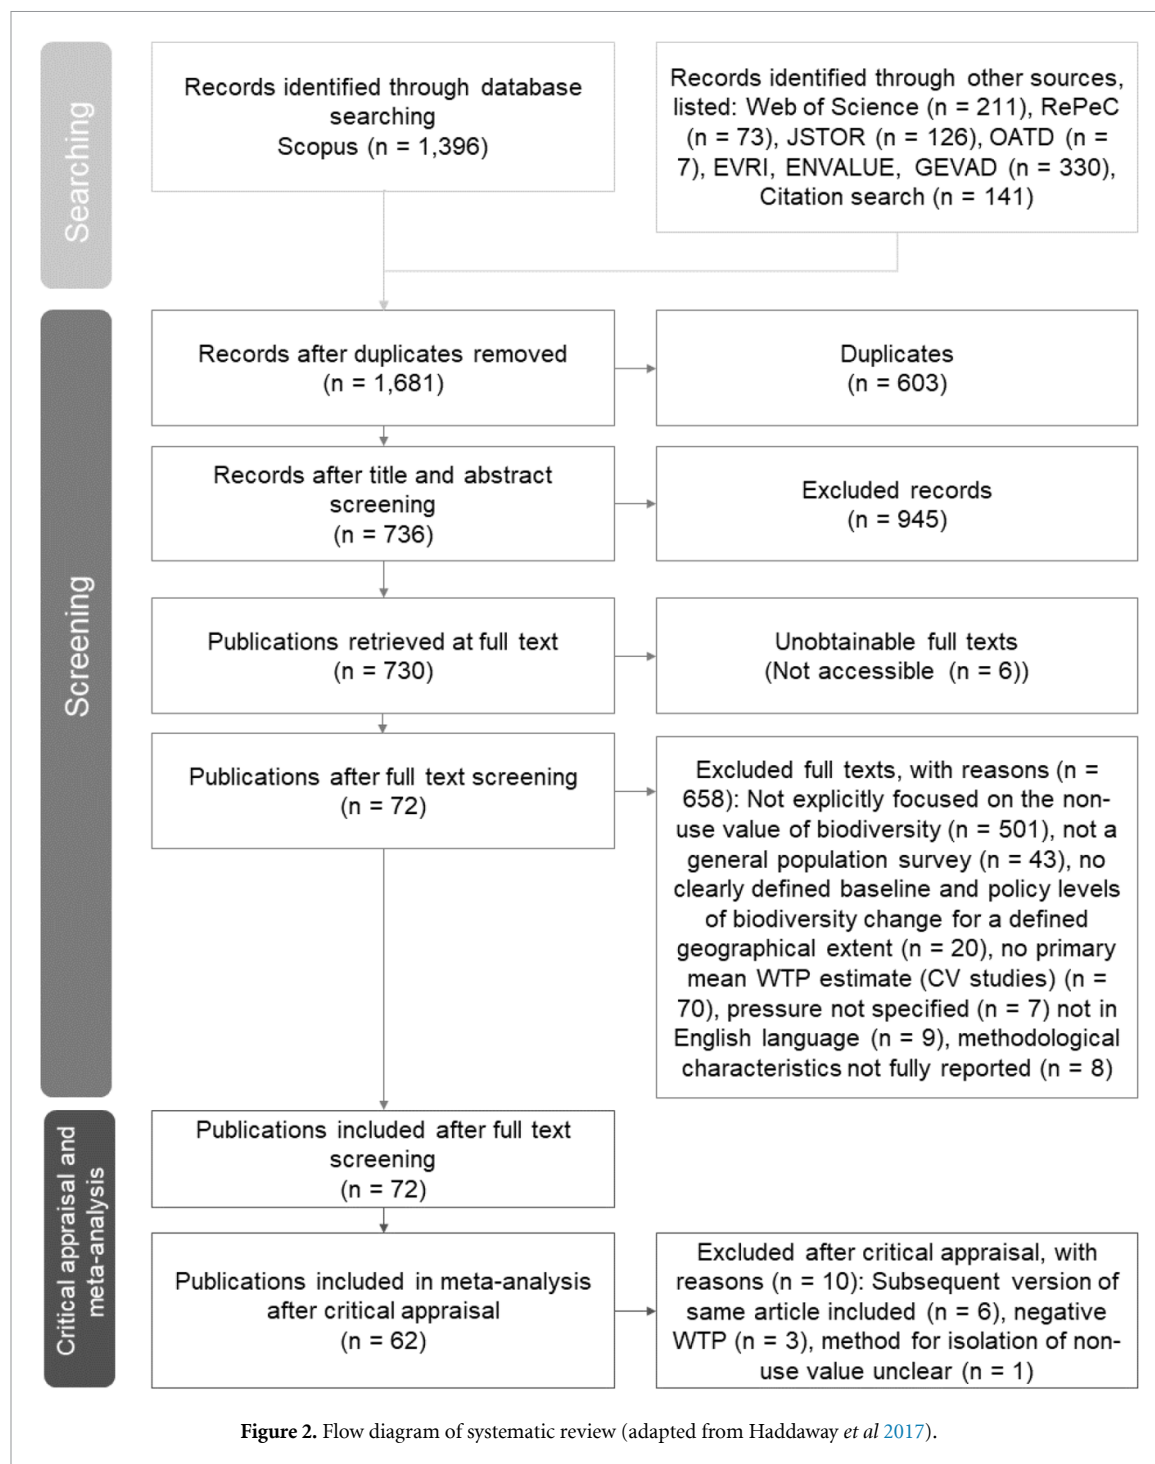 Searching
Records identified through database
searching
Scopus (n = 1,396)
Records identified through other sources,
listed: Web of Science (n = 211), RePeC
(n = 73), JSTOR (n = 126), OATD (n =
7), EVRI, ENVALUE, GEVAD (n = 330),
Citation search (n = 141)
Screening
Records after duplicates removed
(n = 1,681)
Duplicates
(n = 603)
Records after title and abstract
screening
(n = 736)
Excluded records
(n = 945)
Publications retrieved at full text
(n = 730)
Unobtainable full texts
(Not accessible (n = 6))
Publications after full text screening
(n = 72)
Excluded full texts, with reasons (n =
658): Not explicitly focused on the non-
use value of biodiversity (n = 501), not a
general population survey (n = 43), no
clearly defined baseline and policy levels
of biodiversity change for a defined
geographical extent (n = 20), no primary
mean WTP estimate (CV studies) (n =
70), pressure not specified (n = 7) not in
English language (n = 9), methodological
characteristics not fully reported (n = 8)
Critical appraisal and
meta-analysis
Publications included after full text
screening
(n = 72)
Publications included in meta-analysis
after critical appraisal
(n = 62)
Excluded after critical appraisal, with
reasons (n = 10): Subsequent version of
same article included (n = 6), negative
WTP (n = 3), method for isolation of non-
use value unclear (n = 1)
Figure 2. Flow diagram of systematic review (adapted from Haddaway et al 2017).